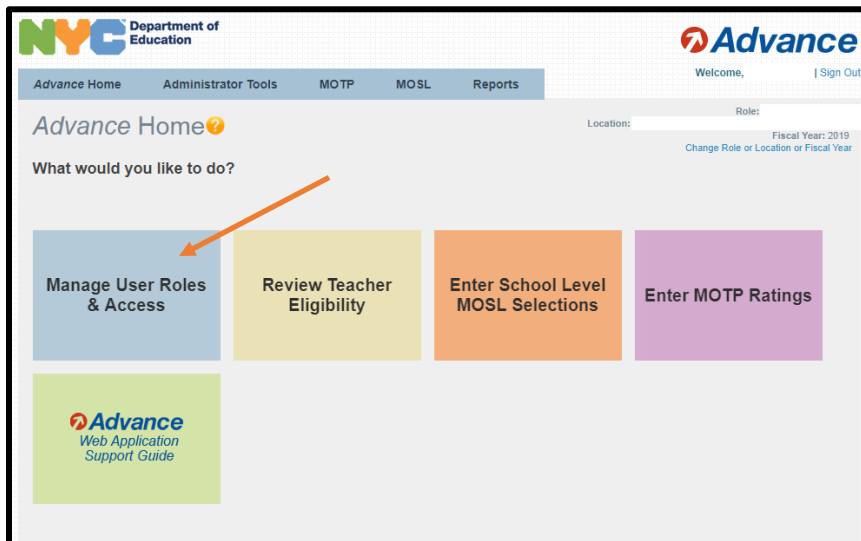 NYC Department of
Education
Advance
Welcome, | Sign Out
Advance Home Administrator Tools MOTP MOSL Reports
Advance Home?
Role:
Location:
Fiscal Year: 2019
Change Role or Location or Fiscal Year
What would you like to do?
Manage User Roles
& Access
Review Teacher
Eligibility
Enter School Level
MOSL Selections
Enter MOTP Ratings
Advance
Web Application
Support Guide